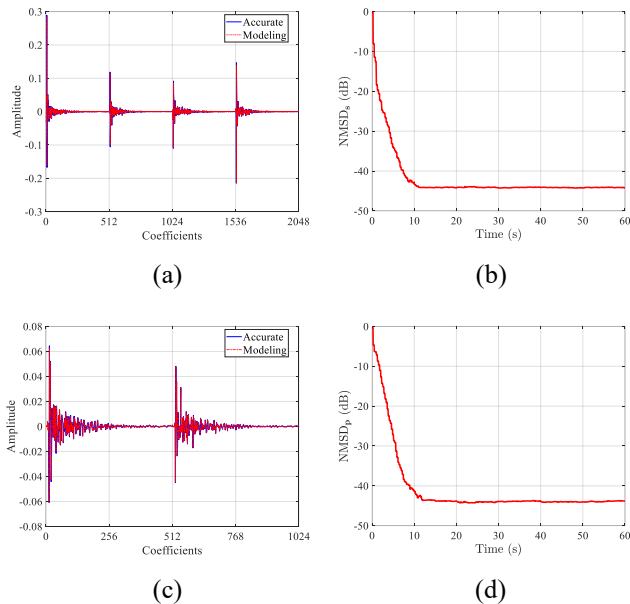 0.3
0.2
0.1
0
-0.1
-0.2
-0.3
Amplitude
Accurate
Modeling
0 512 1024 1536 2048
Coefficients
(a)
0
-10
-20
-30
-40
-50
NMSDs (dB)
0 10 20 30 40 50 60
Time (s)
(b)
0.08
0.06
0.04
0.02
0
-0.02
-0.04
-0.06
-0.08
Amplitude
Accurate
Modeling
0 256 512 768 1024
Coefficients
(c)
0
-10
-20
-30
-40
-50
NMSDp (dB)
0 10 20 30 40 50 60
Time (s)
(d)